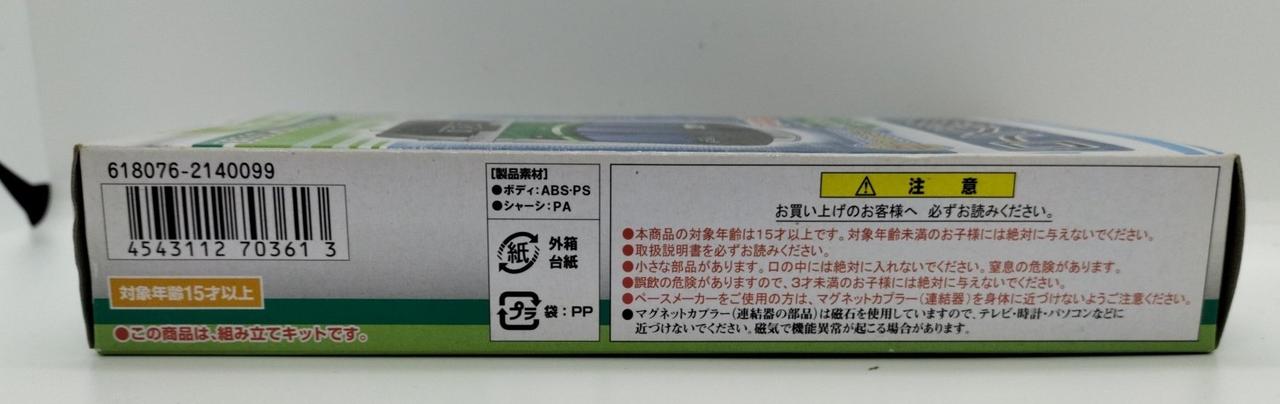 618076-2140099
4543112 70361 3
対象年齢15才以上
●この商品は、組み立てキットです。
【製品素材】
●ボディ：ABS・PS
●シャーシ：PA
紙
外箱
台紙
プラ
袋：PP
注 意
お買い上げのお客様へ 必ずお読みください。
●本商品の対象年齢は15才以上です。対象年齢未満のお子様には絶対に与えないでください。
●取扱説明書を必ずお読みください。
●小さな部品があります。口の中には絶対に入れないでください。窒息の危険があります。
●誤飲の危険がありますので、3才未満のお子様には絶対に与えないでください。
●ペースメーカーをご使用の方は、マグネットカプラー（連結器）を身体に近づけないようご注意ください。
●マグネットカプラー（連結器の部品）は磁石を使用していますので、テレビ・時計・パソコンなどに
近づけないでください。磁気で機能異常が起こる場合があります。